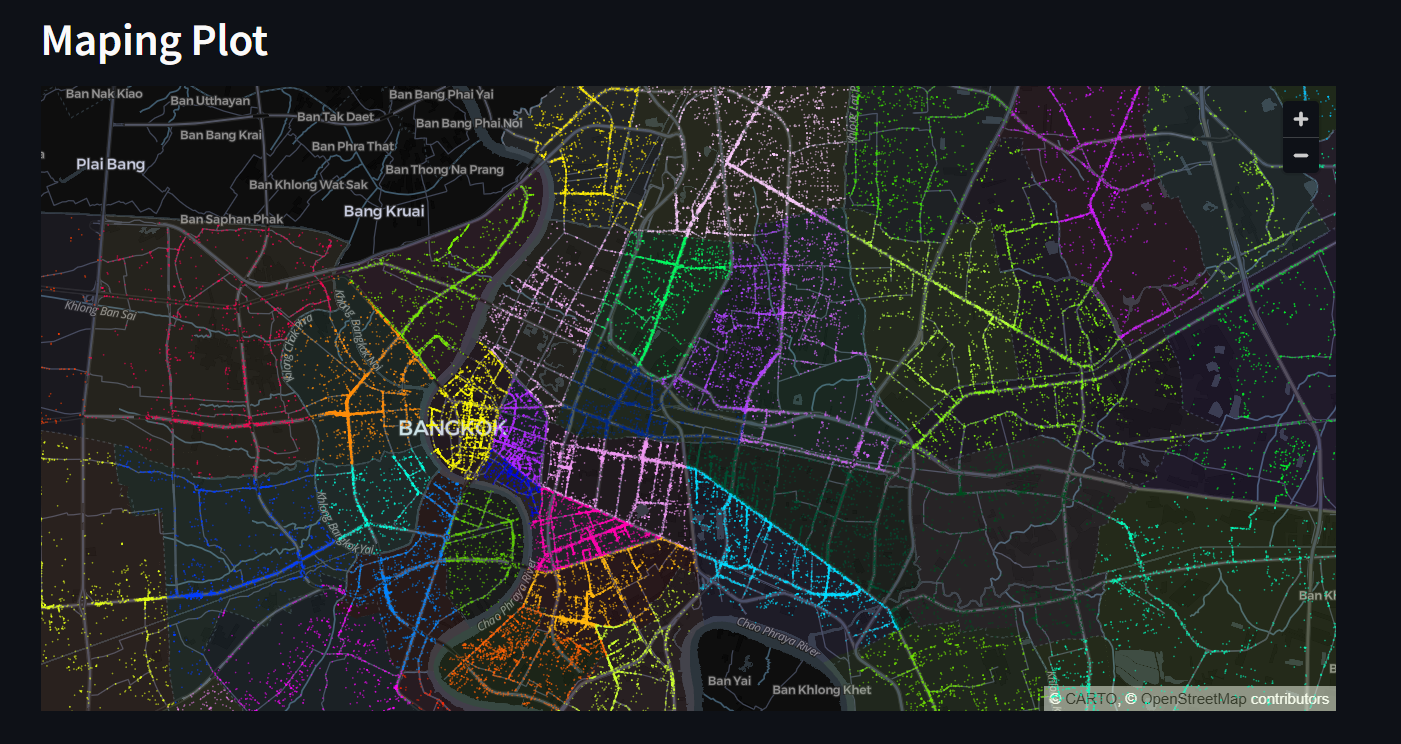 Maping Plot
Ban Nak Kiao
Ban Utthayan
Ban Bang Phai Yai
Ban Tak Daet
Ban Bang Phai Noi
Ban Bang Krai
Ban Phra That
Plai Bang
Ban Thong Na Prang
Ban Khlong Wat Sak
Bang Kruai
Ban Saphan Phak
+
−
Khlong Ban Sai
Khlong Chak Phra
Khlong Bangkok Noi
BANGKOK
Khlong Bangkok Yai
Chao Phraya River
Chao Phraya River
Ban Yai
Ban Khlong Khet
© CARTO, © OpenStreetMap contributors